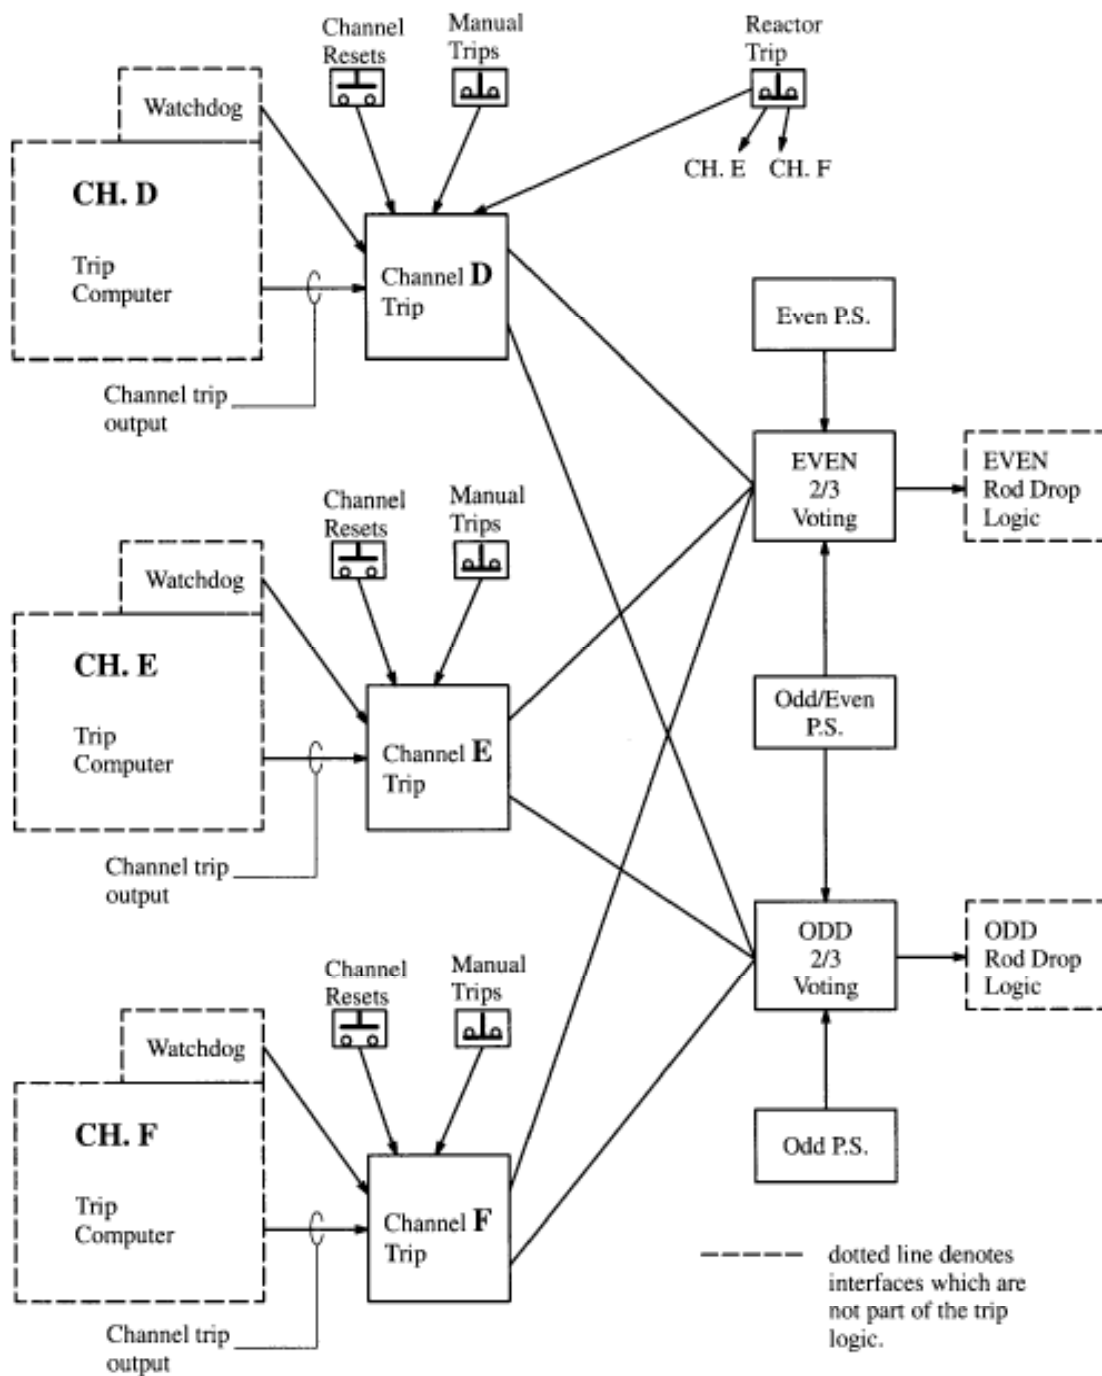 Channel
Resets
Manual
Trips
Reactor
Trip
Watchdog
CH. E
CH. F
CH. D
Trip
Computer
Channel D
Trip
Channel trip
output
Even P.S.
EVEN
2/3
Voting
EVEN
Rod Drop
Logic
Channel
Resets
Manual
Trips
Watchdog
CH. E
Trip
Computer
Channel E
Trip
Channel trip
output
Odd/Even
P.S.
ODD
2/3
Voting
ODD
Rod Drop
Logic
Channel
Resets
Manual
Trips
Watchdog
CH. F
Trip
Computer
Channel F
Trip
Channel trip
output
Odd P.S.
dotted line denotes
interfaces which are
not part of the trip
logic.